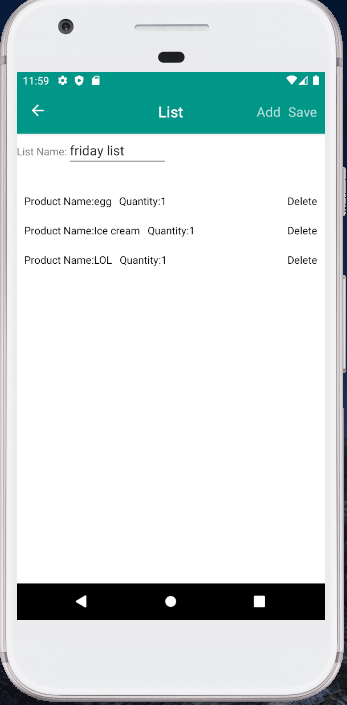 11:59
List Add Save
List Name: friday list
Product Name:egg Quantity:1 Delete
Product Name:Ice cream Quantity:1 Delete
Product Name:LOL Quantity:1 Delete